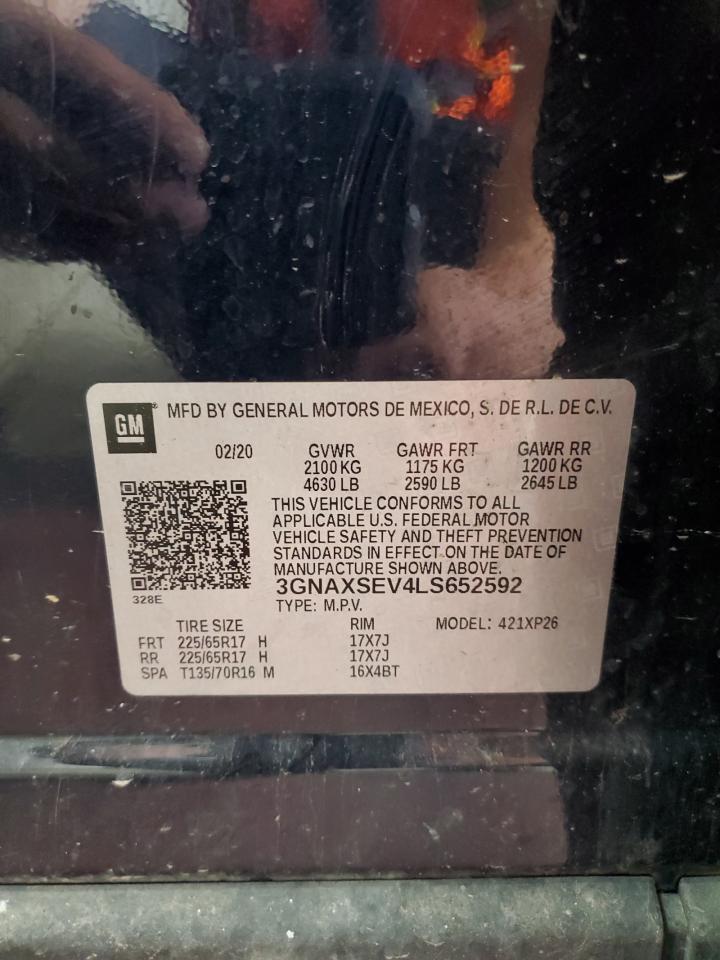 GM
MFD BY GENERAL MOTORS DE MEXICO, S. DE R.L. DE C.V.
02/20 GVWR GAWR FRT GAWR RR
2100 KG 1175 KG 1200 KG
4630 LB 2590 LB 2645 LB
THIS VEHICLE CONFORMS TO ALL
APPLICABLE U.S. FEDERAL MOTOR
VEHICLE SAFETY AND THEFT PREVENTION
STANDARDS IN EFFECT ON THE DATE OF
MANUFACTURE SHOWN ABOVE.
3GNAXSEV4LS652592
328E
TYPE: M.P.V.
TIRE SIZE RIM MODEL: 421XP26
FRT 225/65R17 H 17X7J
RR 225/65R17 H 17X7J
SPA T135/70R16 M 16X4BT